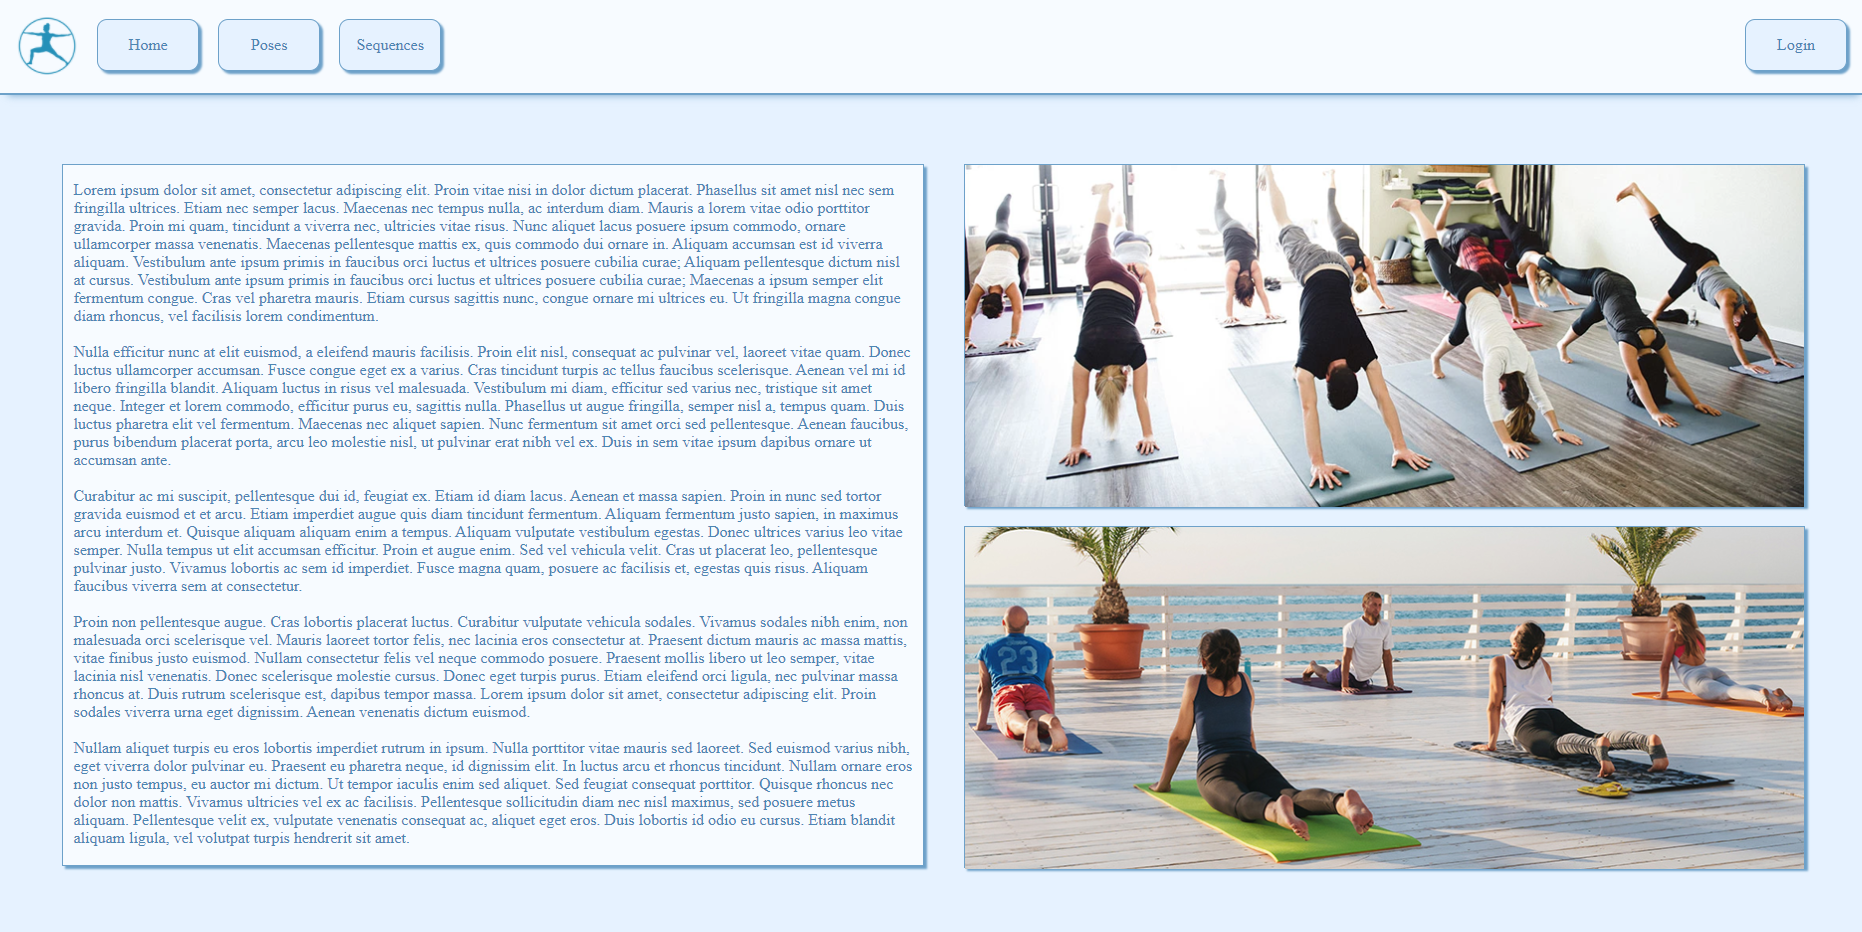 Home
Poses
Sequences
Login
Lorem ipsum dolor sit amet, consectetur adipiscing elit. Proin vitae nisi in dolor dictum placerat. Phasellus sit amet nisl nec sem
fringilla ultrices. Etiam nec semper lacus. Maecenas nec tempus nulla, ac interdum diam. Mauris a lorem vitae odio porttitor
gravida. Proin mi quam, tincidunt a viverra nec, ultricies vitae risus. Nunc aliquet lacus posuere ipsum commodo, ornare
ullamcorper massa venenatis. Maecenas pellentesque mattis ex, quis commodo dui ornare in. Aliquam accumsan est id viverra
aliquam. Vestibulum ante ipsum primis in faucibus orci luctus et ultrices posuere cubilia curae; Aliquam pellentesque dictum nisl
at cursus. Vestibulum ante ipsum primis in faucibus orci luctus et ultrices posuere cubilia curae; Maecenas a ipsum semper elit
fermentum congue. Cras vel pharetra mauris. Etiam cursus sagittis nunc, congue ornare mi ultrices eu. Ut fringilla magna congue
diam rhoncus, vel facilisis lorem condimentum.
Nulla efficitur nunc at elit euismod, a eleifend mauris facilisis. Proin elit nisl, consequat ac pulvinar vel, laoreet vitae quam. Donec
luctus ullamcorper accumsan. Fusce congue eget ex a varius. Cras tincidunt turpis ac tellus faucibus scelerisque. Aenean vel mi id
libero fringilla blandit. Aliquam luctus in risus vel malesuada. Vestibulum mi diam, efficitur sed varius nec, tristique sit amet
neque. Integer et lorem commodo, efficitur purus eu, sagittis nulla. Phasellus ut augue fringilla, semper nisl a, tempus quam. Duis
luctus pharetra elit vel fermentum. Maecenas nec aliquet sapien. Nunc fermentum sit amet orci sed pellentesque. Aenean faucibus,
purus bibendum placerat porta, arcu leo molestie nisl, ut pulvinar erat nibh vel ex. Duis in sem vitae ipsum dapibus ornare ut
accumsan ante.
Curabitur ac mi suscipit, pellentesque dui id, feugiat ex. Etiam id diam lacus. Aenean et massa sapien. Proin in nunc sed tortor
gravida euismod et et arcu. Etiam imperdiet augue quis diam tincidunt fermentum. Aliquam fermentum justo sapien, in maximus
arcu interdum et. Quisque aliquam aliquam enim a tempus. Aliquam vulputate vestibulum egestas. Donec ultrices varius leo vitae
semper. Nulla tempus ut elit accumsan efficitur. Proin et augue enim. Sed vel vehicula velit. Cras ut placerat leo, pellentesque
pulvinar justo. Vivamus lobortis ac sem id imperdiet. Fusce magna quam, posuere ac facilisis et, egestas quis risus. Aliquam
faucibus viverra sem at consectetur.
Proin non pellentesque augue. Cras lobortis placerat luctus. Curabitur vulputate vehicula sodales. Vivamus sodales nibh enim, non
malesuada orci scelerisque vel. Mauris laoreet tortor felis, nec lacinia eros consectetur at. Praesent dictum mauris ac massa mattis,
vitae finibus justo euismod. Nullam consectetur felis vel neque commodo posuere. Praesent mollis libero ut leo semper, vitae
lacinia nisl venenatis. Donec scelerisque molestie cursus. Donec eget turpis purus. Etiam eleifend orci ligula, nec pulvinar massa
rhoncus at. Duis rutrum scelerisque est, dapibus tempor massa. Lorem ipsum dolor sit amet, consectetur adipiscing elit. Proin
sodales viverra urna eget dignissim. Aenean venenatis dictum euismod.
Nullam aliquet turpis eu eros lobortis imperdiet rutrum in ipsum. Nulla porttitor vitae mauris sed laoreet. Sed euismod varius nibh,
eget viverra dolor pulvinar eu. Praesent eu pharetra neque, id dignissim elit. In luctus arcu et rhoncus tincidunt. Nullam ornare eros
non justo tempus, eu auctor mi dictum. Ut tempor iaculis enim sed aliquet. Sed feugiat consequat porttitor. Quisque rhoncus nec
dolor non mattis. Vivamus ultricies vel ex ac facilisis. Pellentesque sollicitudin diam nec nisl maximus, sed posuere metus
aliquam. Pellentesque velit ex, vulputate venenatis consequat ac, aliquet eget eros. Duis lobortis id odio eu cursus. Etiam blandit
aliquam ligula, vel volutpat turpis hendrerit sit amet.
23